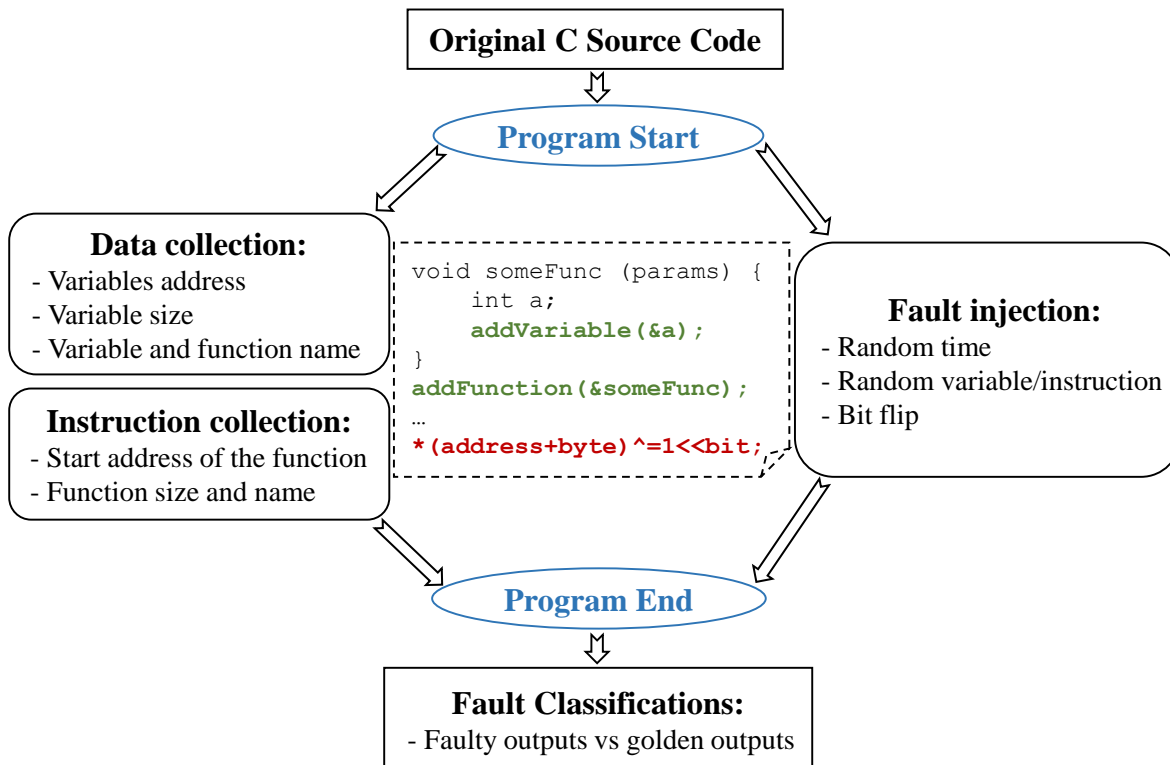 Original C Source Code
Program Start
Data collection:
- Variables address
- Variable size
- Variable and function name
Instruction collection:
- Start address of the function
- Function size and name
void someFunc (params) {
int a;
addVariable(&a);
}
addFunction(&someFunc);
…
*(address+byte)^=1<<bit;
Fault injection:
- Random time
- Random variable/instruction
- Bit flip
Program End
Fault Classifications:
- Faulty outputs vs golden outputs